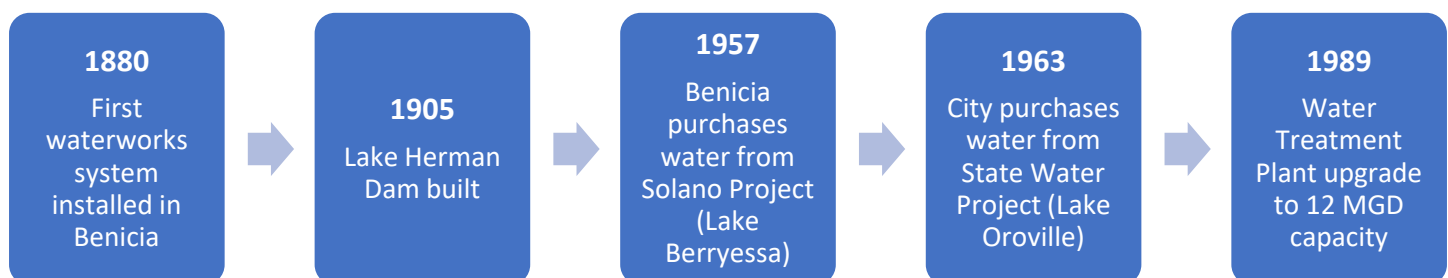 1880
First
waterworks
system
installed in
Benicia
1905
Lake Herman
Dam built
1957
Benicia
purchases
water from
Solano Project
(Lake
Berryessa)
1963
City purchases
water from
State Water
Project (Lake
Oroville)
1989
Water
Treatment
Plant upgrade
to 12 MGD
capacity